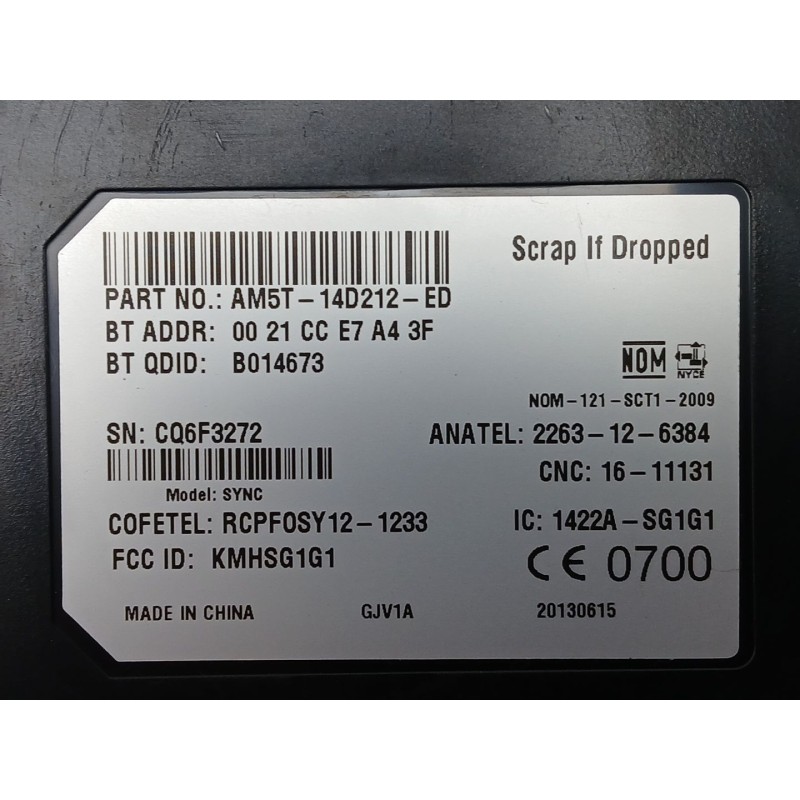 Scrap If Dropped
PART NO.: AM5T-14D212-ED
BT ADDR: 00 21 CC E7 A4 3F
BT QDID: B014673
NOM NYCE
NOM-121-SCT1-2009
SN: CQ6F3272
ANATEL: 2263-12-6384
CNC: 16-11131
Model: SYNC
COFETEL: RCPFOSY12-1233
IC: 1422A-SG1G1
FCC ID: KMHSG1G1
CE 0700
MADE IN CHINA
GJV1A
20130615